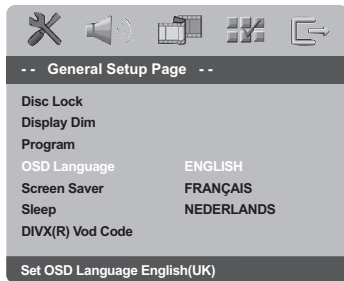 -- General Setup Page --
Disc Lock
Display Dim
Program
OSD Language ENGLISH
Screen Saver FRANÇAIS
Sleep NEDERLANDS
DIVX(R) Vod Code
Set OSD Language English(UK)